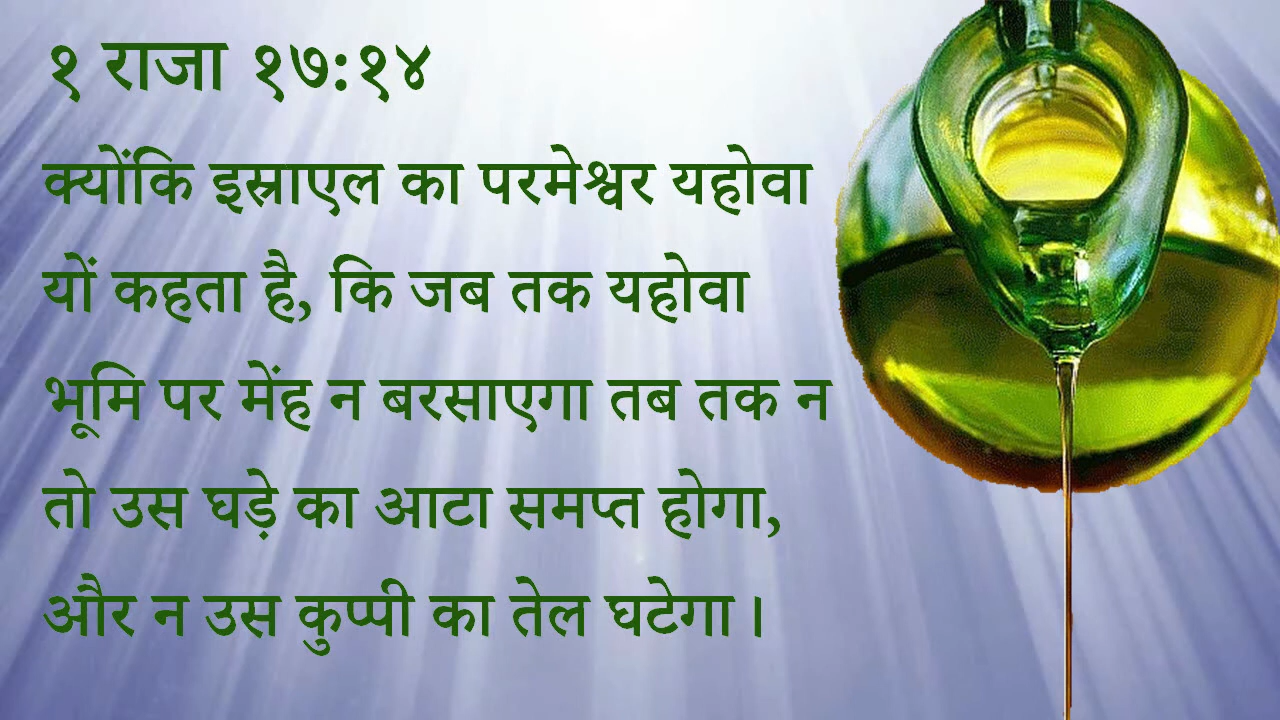 १ राजा १७:१४
क्योंकि इस्राएल का परमेश्वर यहोवा
यों कहता है, कि जब तक यहोवा
भूमि पर मेंह न बरसाएगा तब तक न
तो उस घड़े का आटा समप्त होगा,
और न उस कुप्पी का तेल घटेगा।